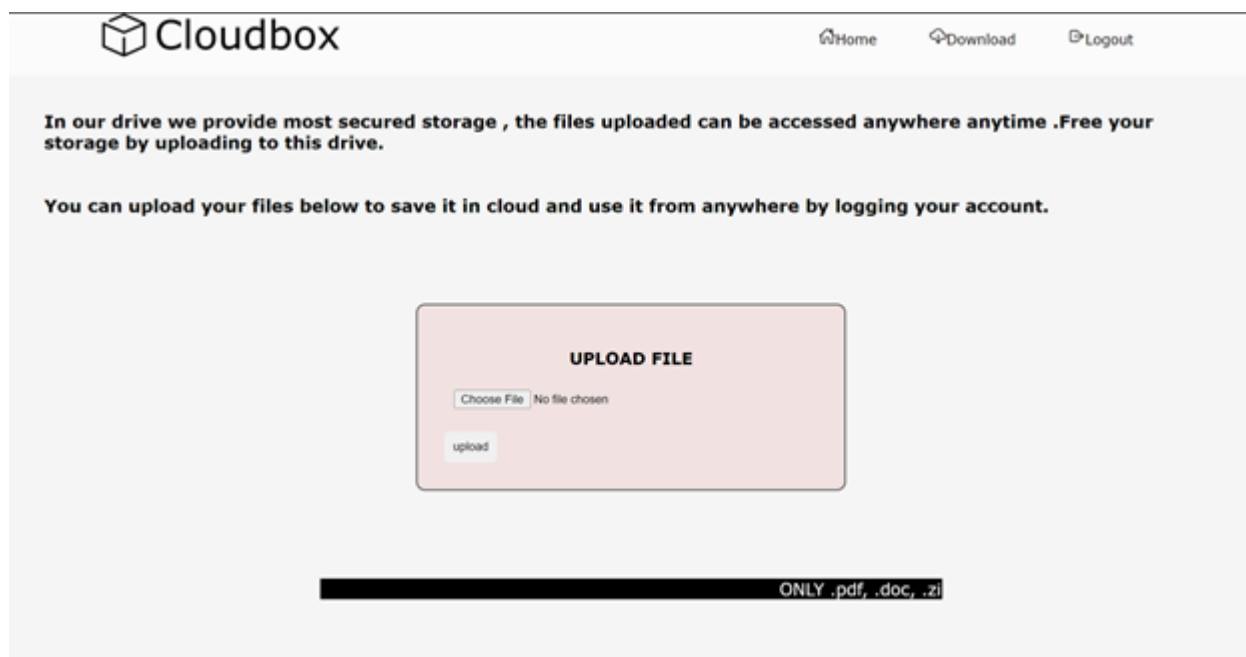 Cloudbox
Home Download Logout
In our drive we provide most secured storage , the files uploaded can be accessed anywhere anytime .Free your
storage by uploading to this drive.
You can upload your files below to save it in cloud and use it from anywhere by logging your account.
UPLOAD FILE
Choose File No file chosen
upload
ONLY .pdf, .doc, .zi